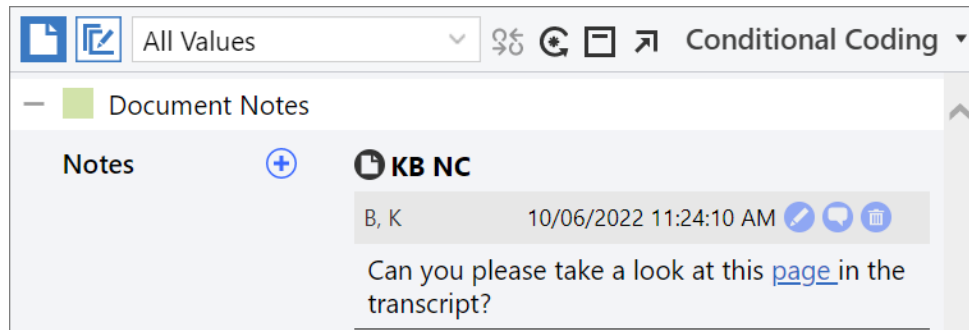 All Values Conditional Coding
Document Notes
Notes KB NC
B, K 10/06/2022 11:24:10 AM
Can you please take a look at this page in the
transcript?